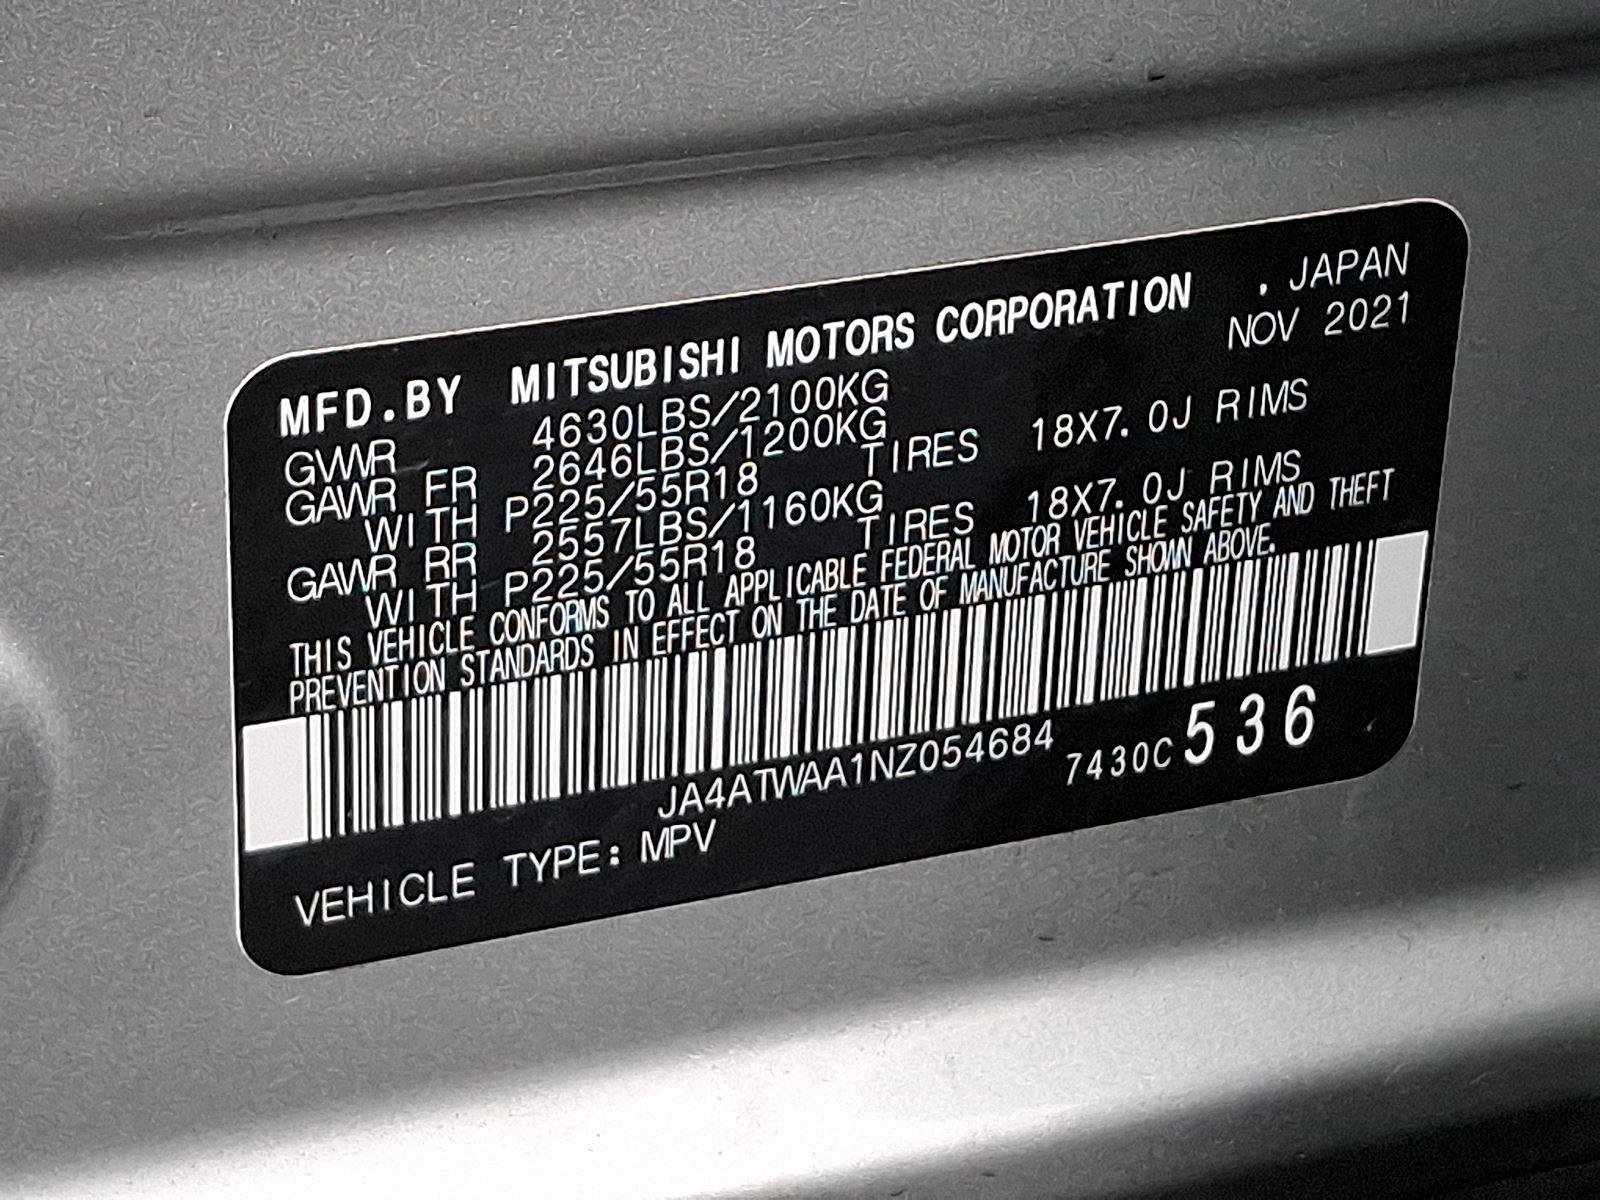 MFD.BY MITSUBISHI MOTORS CORPORATION . JAPAN
GVWR 4630LBS/2100KG NOV 2021
GAWR FR 2646LBS/1200KG
WITH P225/55R18 TIRES 18X7.0J RIMS
GAWR RR 2557LBS/1160KG
WITH P225/55R18 TIRES 18X7.0J RIMS
THIS VEHICLE CONFORMS TO ALL APPLICABLE FEDERAL MOTOR VEHICLE SAFETY AND THEFT
PREVENTION STANDARDS IN EFFECT ON THE DATE OF MANUFACTURE SHOWN ABOVE.
JA4ATWAA1NZ054684 7430C536
VEHICLE TYPE: MPV